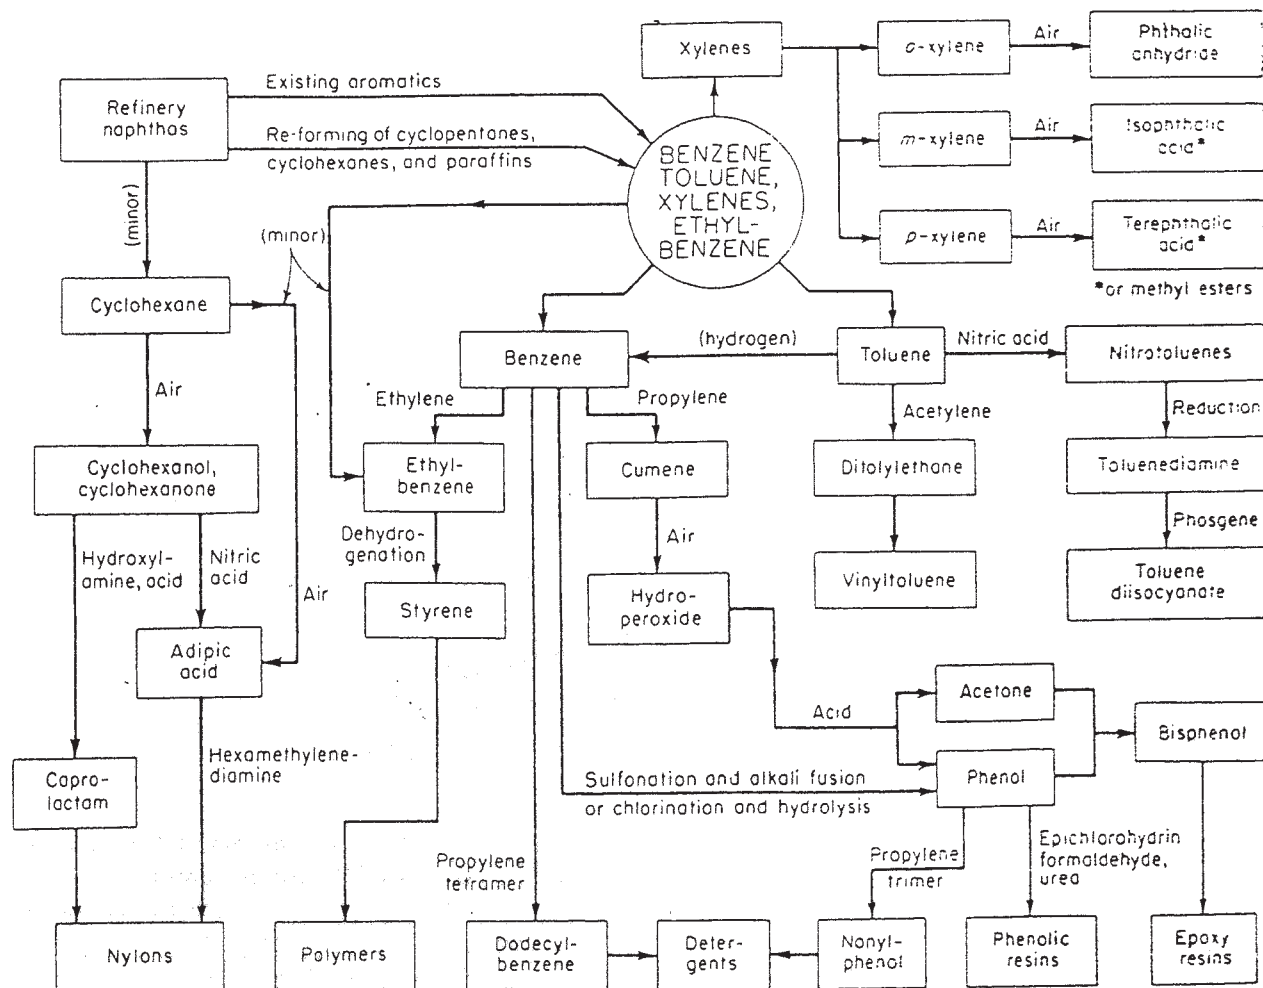 Xylenes
o-xylene
Air
Phthalic
anhydride
Refinery
naphthas
Existing aromatics
Re-forming of cyclopentanes,
cyclohexanes, and paraffins
BENZENE
TOLUENE,
XYLENES,
ETHYL-
BENZENE
m-xylene
Air
Isophthalic
acid*
p-xylene
Air
Terephthalic
acid*
*or methyl esters
(minor)
(minor)
Cyclohexane
Benzene
(hydrogen)
Toluene
Nitric acid
Nitrotoluenes
Air
Ethylene
Propylene
Acetylene
Reduction
Cyclohexanol,
cyclohexanone
Ethyl-
benzene
Cumene
Ditolylethane
Toluenediamine
Hydroxyl-
amine, acid
Nitric
acid
Air
Dehydro-
genation
Air
Phosgene
Styrene
Hydro-
peroxide
Vinyltoluene
Toluene
diisocyanate
Adipic
acid
Acid
Acetone
Bisphenol
Capro-
lactam
Hexamethylene-
diamine
Sulfonation and alkali fusion
or chlorination and hydrolysis
Phenol
Propylene
tetramer
Propylene
trimer
Epichlorohydrin
formaldehyde,
urea
Nylons
Polymers
Dodecyl-
benzene
Deter-
gents
Nonyl-
phenol
Phenolic
resins
Epoxy
resins